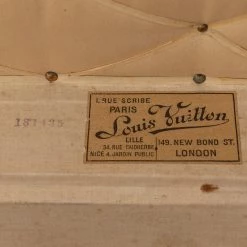 187435
1. RUE SCRIBE
PARIS
Louis Vuitton
LILLE
34, RUE FAIDHERBE
NICE 4. JARDIN PUBLIC
149. NEW BOND ST.
LONDON